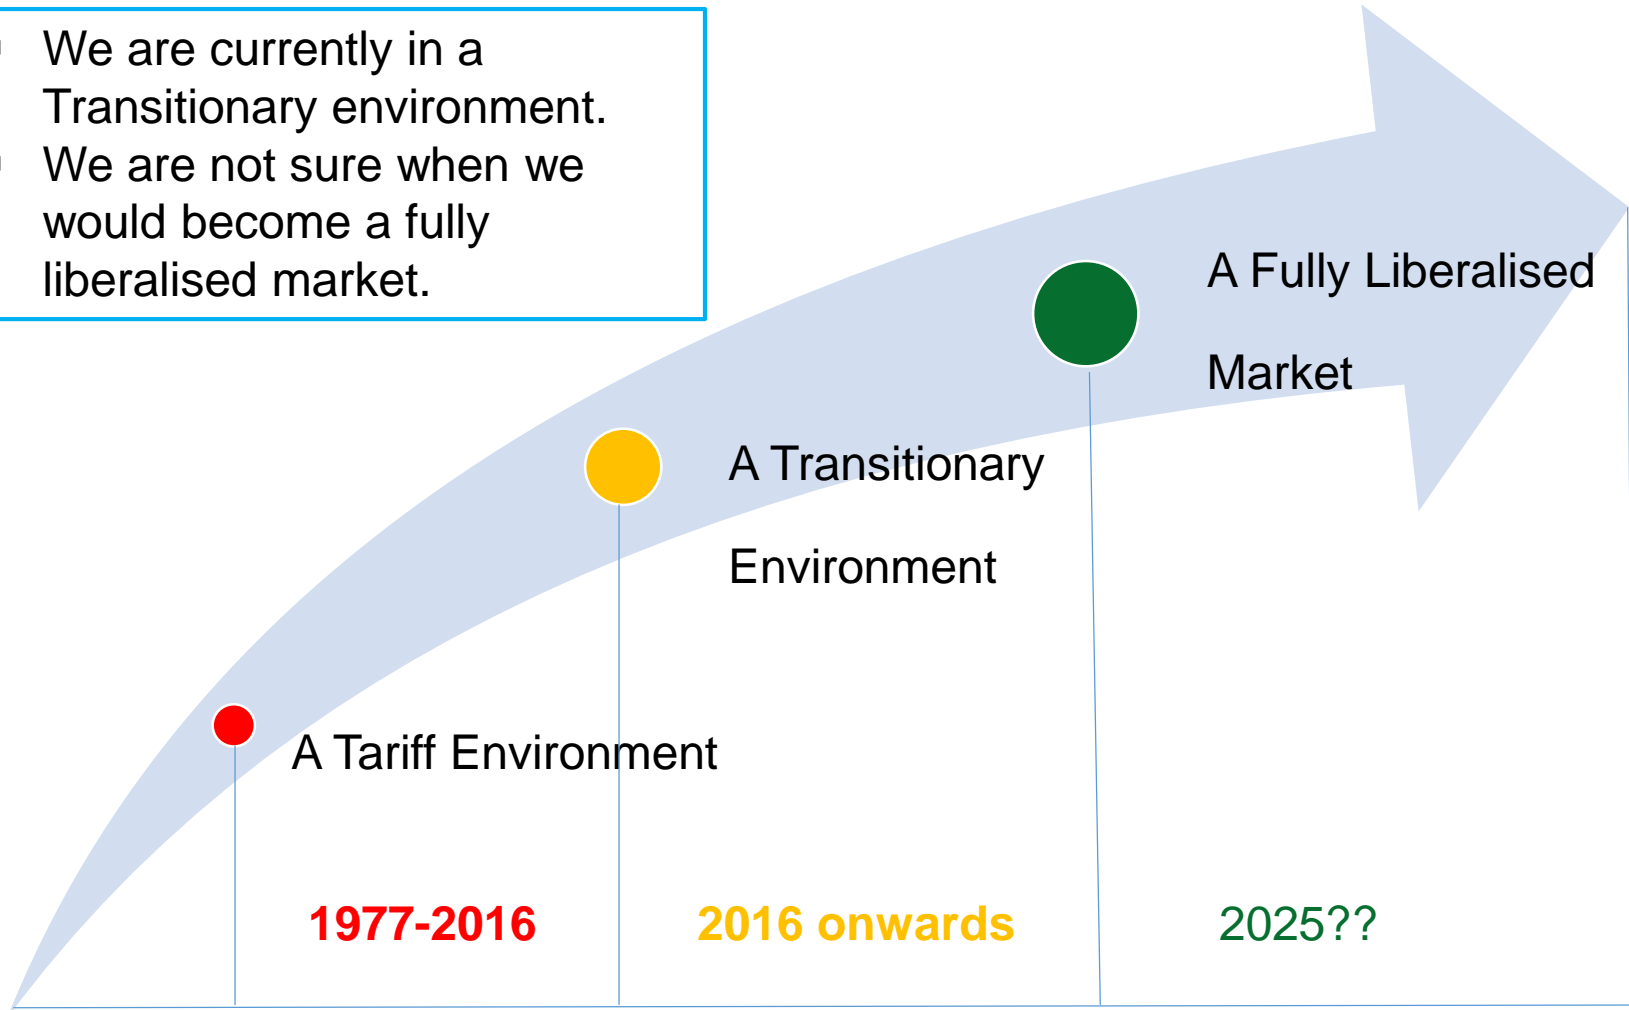 We are currently in a
Transitionary environment.
We are not sure when we
would become a fully
liberalised market.
A Fully Liberalised
Market
A Transitionary
Environment
A Tariff Environment
1977-2016
2016 onwards
2025??